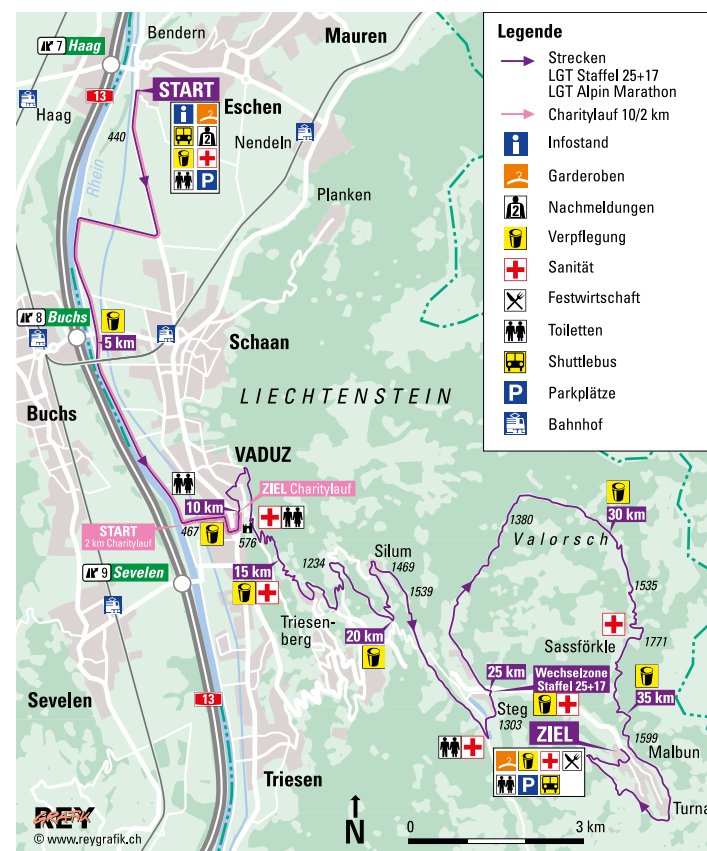 7 Haag
Bendern
Mauren
13
START
Eschen
Haag
440
Rhein
i
2
P
Nendeln
Planken
8 Buchs
5 km
Schaan
Buchs
LIECHTENSTEIN
VADUZ
10 km
ZIEL Charitylauf
START
2 km Charitylauf
467
576
9 Sevelen
15 km
1234
Silum
1469
1539
Triesen-
berg
20 km
1380
Valorsch
30 km
1535
Sassförkle
1771
25 km
Wechselzone
Staffel 25+17
Steg
1303
35 km
Sevelen
13
ZIEL
1599
Malbun
P
Triesen
Turna
REY
GRAFIK
© www.reygrafik.ch
N
0
3 km
Legende
Strecken
LGT Staffel 25+17
LGT Alpin Marathon
Charitylauf 10/2 km
i
Infostand
Garderoben
2
Nachmeldungen
Verpflegung
Sanität
Festwirtschaft
Toiletten
Shuttlebus
P
Parkplätze
Bahnhof